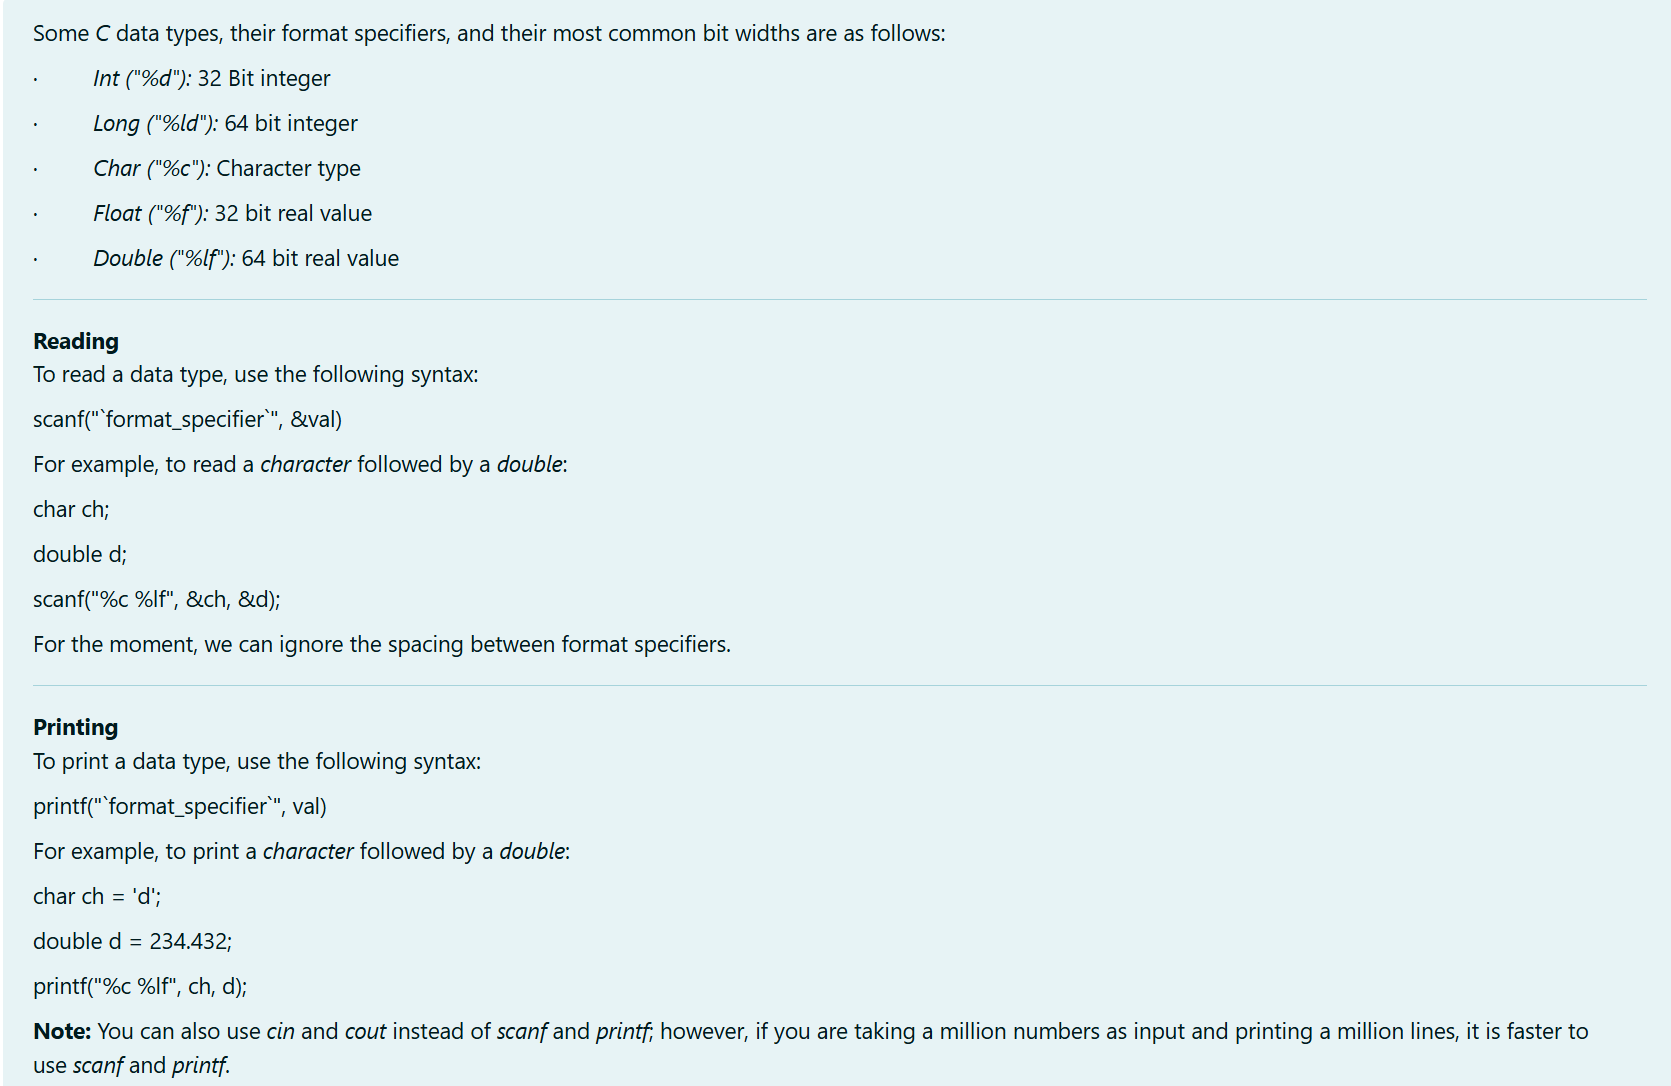 Some C data types, their format specifiers, and their most common bit widths are as follows:
· Int ("%d"): 32 Bit integer
· Long ("%ld"): 64 bit integer
· Char ("%c"): Character type
· Float ("%f"): 32 bit real value
· Double ("%lf"): 64 bit real value
Reading
To read a data type, use the following syntax:
scanf("`format_specifier`", &val)
For example, to read a character followed by a double:
char ch;
double d;
scanf("%c %lf", &ch, &d);
For the moment, we can ignore the spacing between format specifiers.
Printing
To print a data type, use the following syntax:
printf("`format_specifier`", val)
For example, to print a character followed by a double:
char ch = 'd';
double d = 234.432;
printf("%c %lf", ch, d);
Note: You can also use cin and cout instead of scanf and printf; however, if you are taking a million numbers as input and printing a million lines, it is faster to
use scanf and printf.